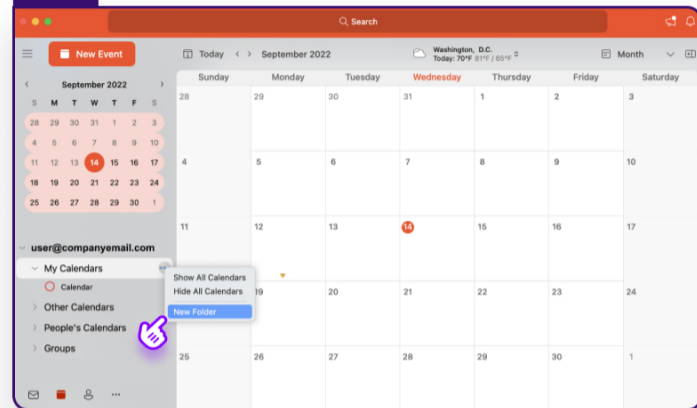 Search
New Event
Today < > September 2022
Washington, D.C.
Today: 70°F 81°F / 65°F
Month
< September 2022 >
S M T W T F S
28 29 30 31 1 2 3
4 5 6 7 8 9 10
11 12 13 14 15 16 17
18 19 20 21 22 23 24
25 26 27 28 29 30 1
user@companyemail.com
My Calendars
Calendar
Other Calendars
People's Calendars
Groups
Show All Calendars
Hide All Calendars
New Folder
Sunday Monday Tuesday Wednesday Thursday Friday Saturday
28 29 30 31 1 2 3
4 5 6 7 8 9 10
11 12 13 14 15 16 17
19 20 21 22 23 24
25 26 27 28 29 30 1